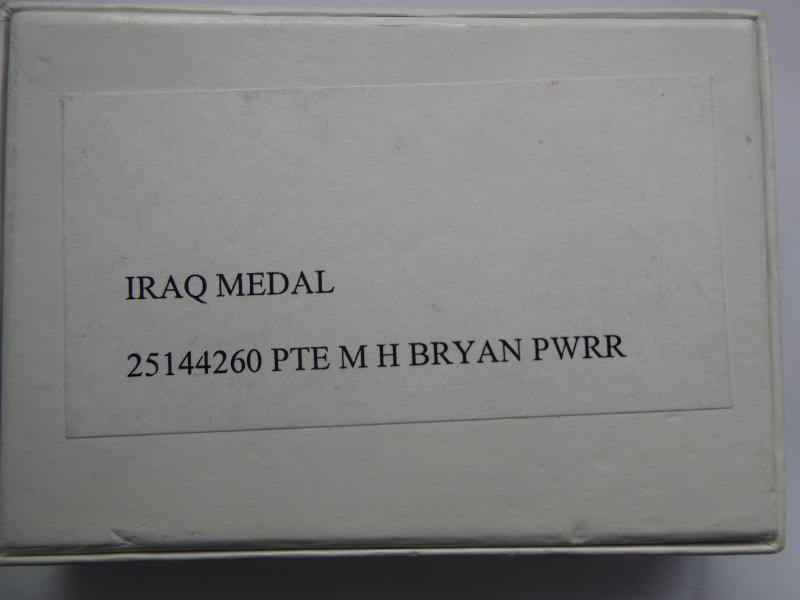 IRAQ MEDAL
25144260 PTE M H BRYAN PWRR